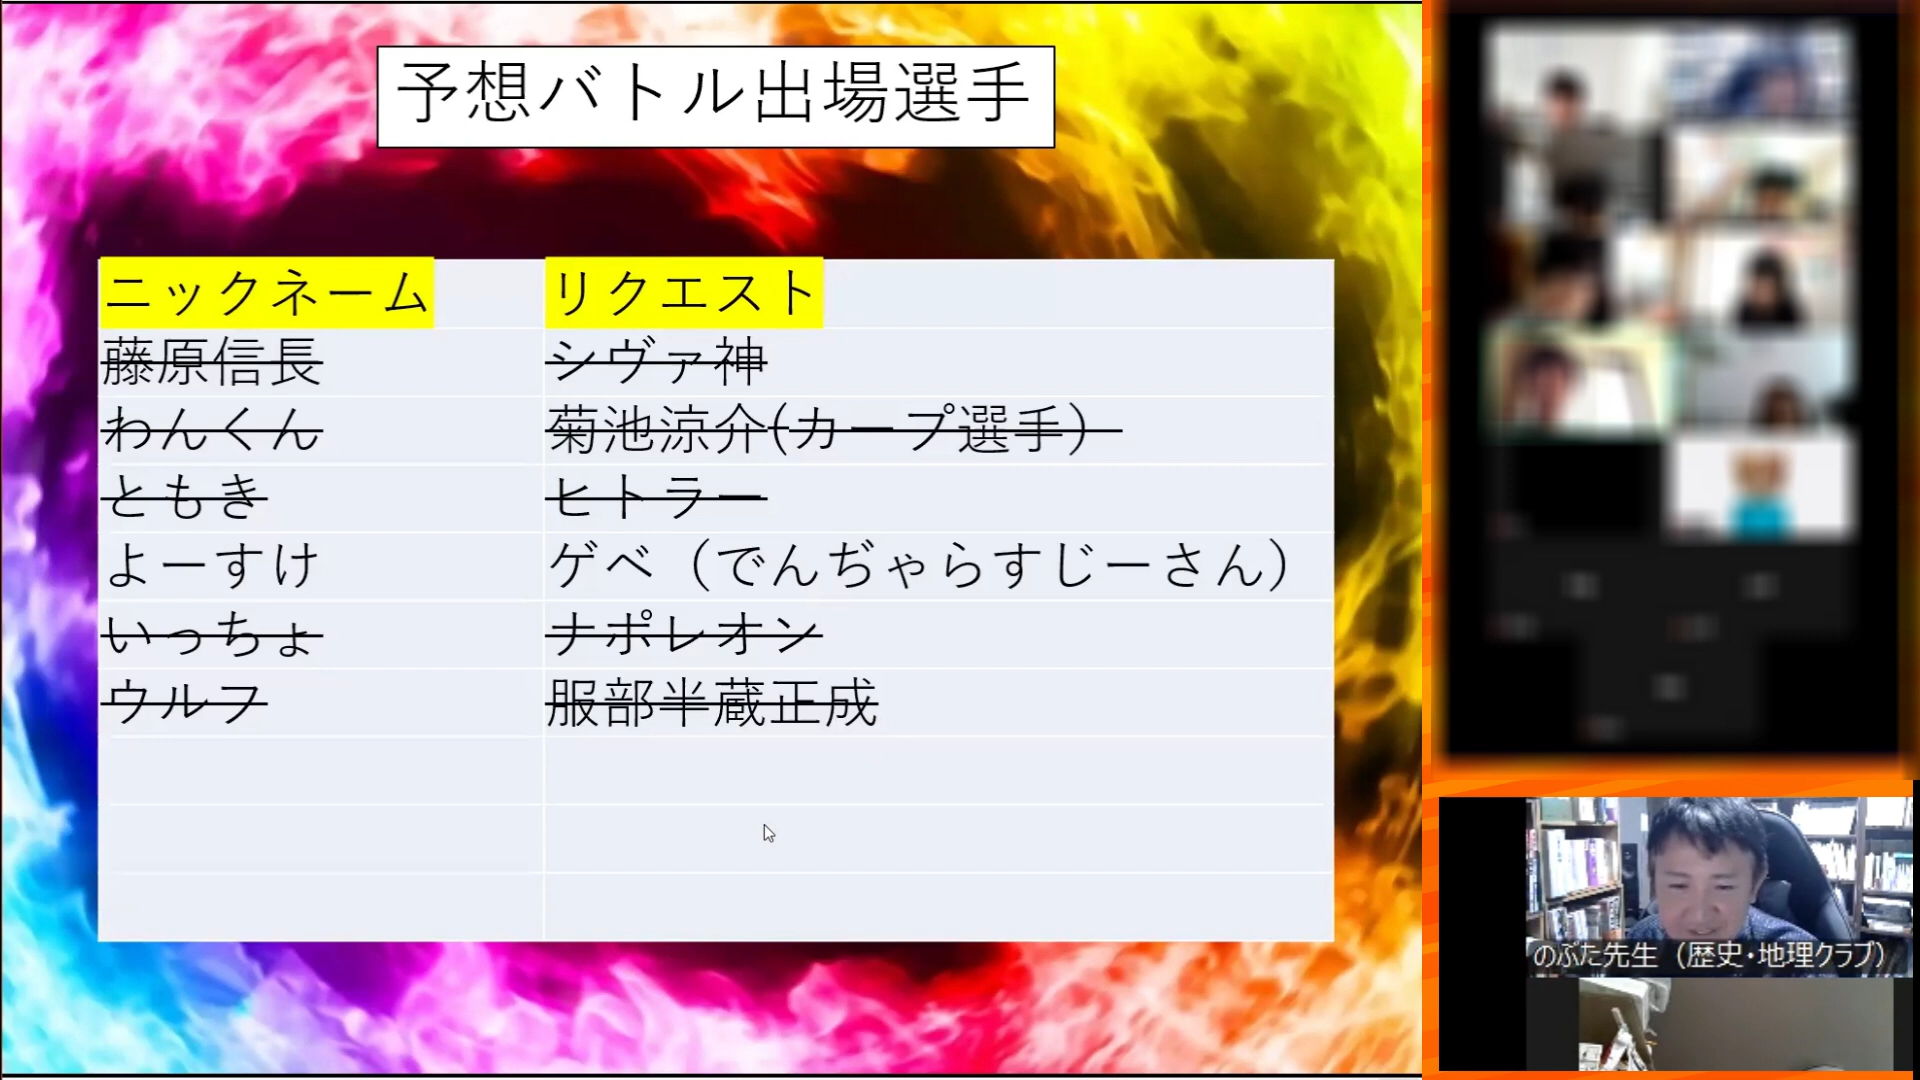 予想バトル出場選手
ニックネーム リクエスト
藤原信長 シヴァ神
わんくん 菊池涼介(カープ選手）
ともき ヒトラー
よーすけ ゲベ（でんぢゃらすじーさん）
いっちょ ナポレオン
ウルフ 服部半蔵正成
のぶた先生（歴史・地理クラブ）